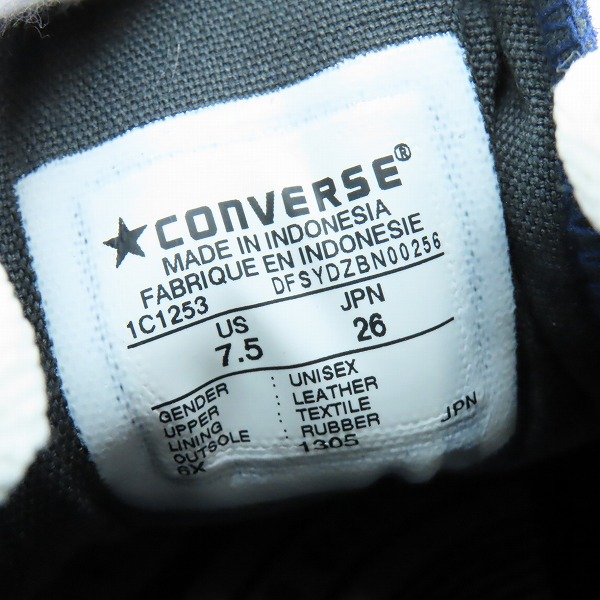 ★CONVERSE®
MADE IN INDONESIA
FABRIQUE EN INDONESIE
1C1253 DFSYDZBN00256
US JPN
7.5 26
GENDER UNISEX
UPPER LEATHER
LINING TEXTILE
OUTSOLE RUBBER
6X 1305 JPN